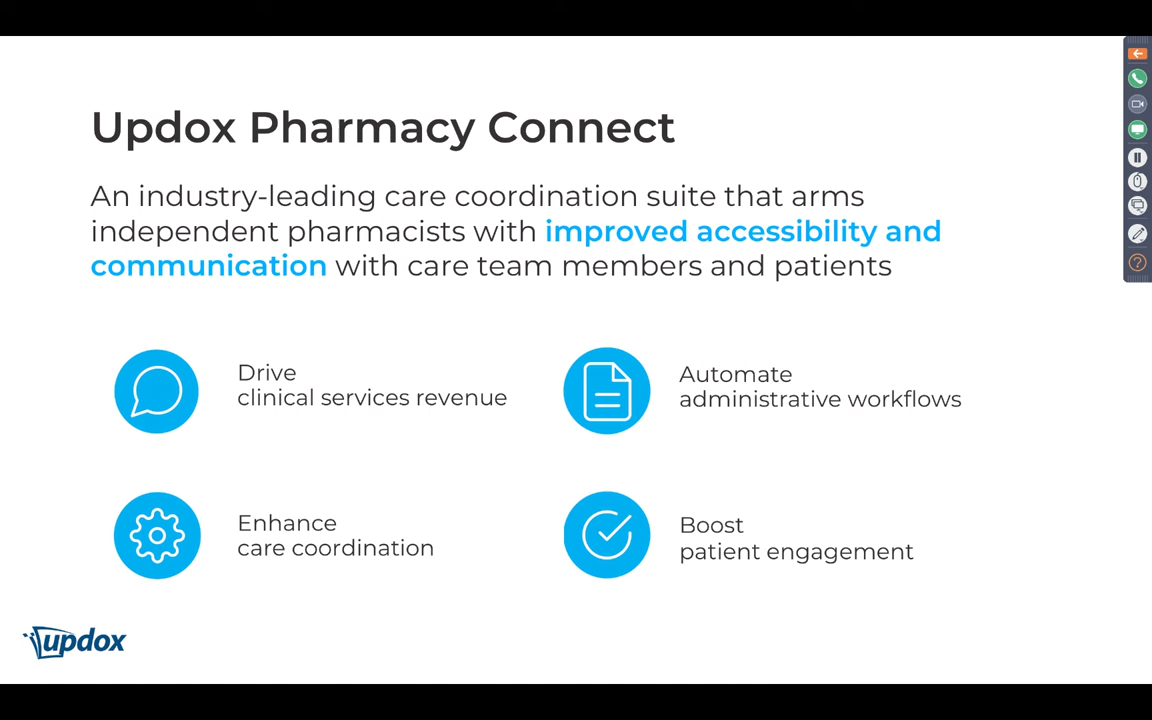 Updox Pharmacy Connect
An industry-leading care coordination suite that arms
independent pharmacists with improved accessibility and
communication with care team members and patients
Drive
clinical services revenue
Automate
administrative workflows
Enhance
care coordination
Boost
patient engagement
updox
?